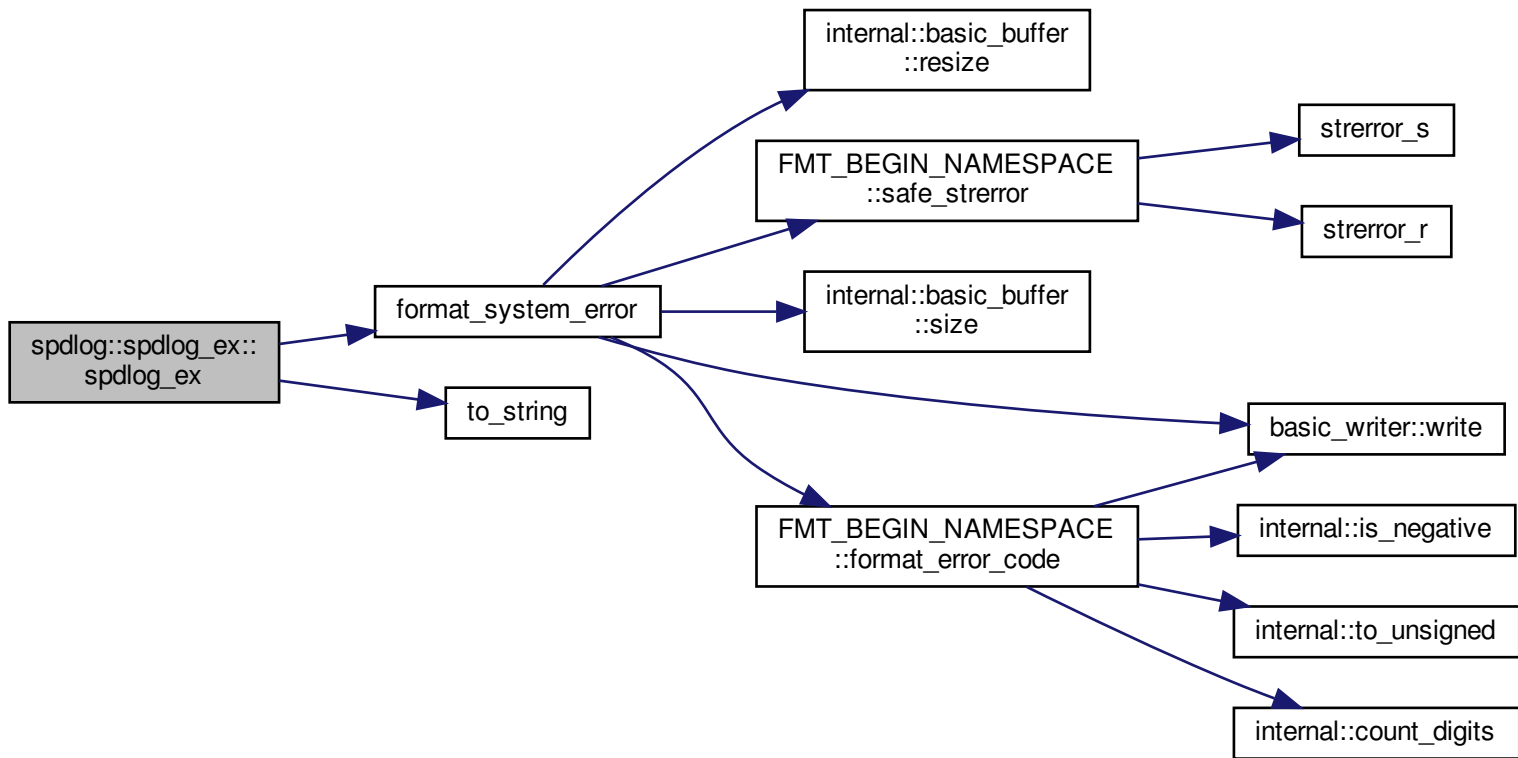 internal::basic_buffer
::resize
strerror_s
FMT_BEGIN_NAMESPACE
::safe_strerror
strerror_r
format_system_error
internal::basic_buffer
::size
spdlog::spdlog_ex::
spdlog_ex
to_string
basic_writer::write
FMT_BEGIN_NAMESPACE
::format_error_code
internal::is_negative
internal::to_unsigned
internal::count_digits